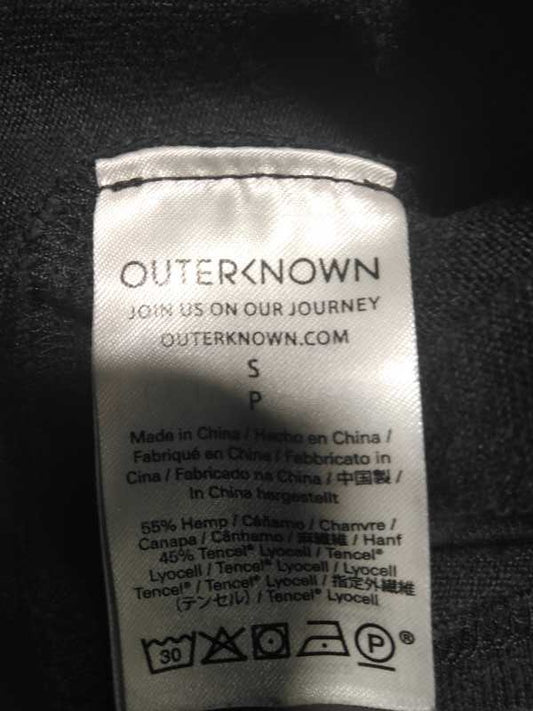 OUTERKNOWN
JOIN US ON OUR JOURNEY
OUTERKNOWN.COM
S
P
Made in China / Hecho en China /
Fabriqué en China / Fabbricato in
Cina / Fabricado na China / 中国製 /
In China hergestellt
55% Hemp / Cáñamo / Chanvre /
Canapa / Cânhamo / 麻繊維 / Hanf
45% Tencel® Lyocell / Tencel®
Lyocell / Tencel® Lyocell / Lyocell
Tencel® / Tencel® Lyocell / 指定外繊維
(テンセル) / Tencel® Lyocell
30 P ®